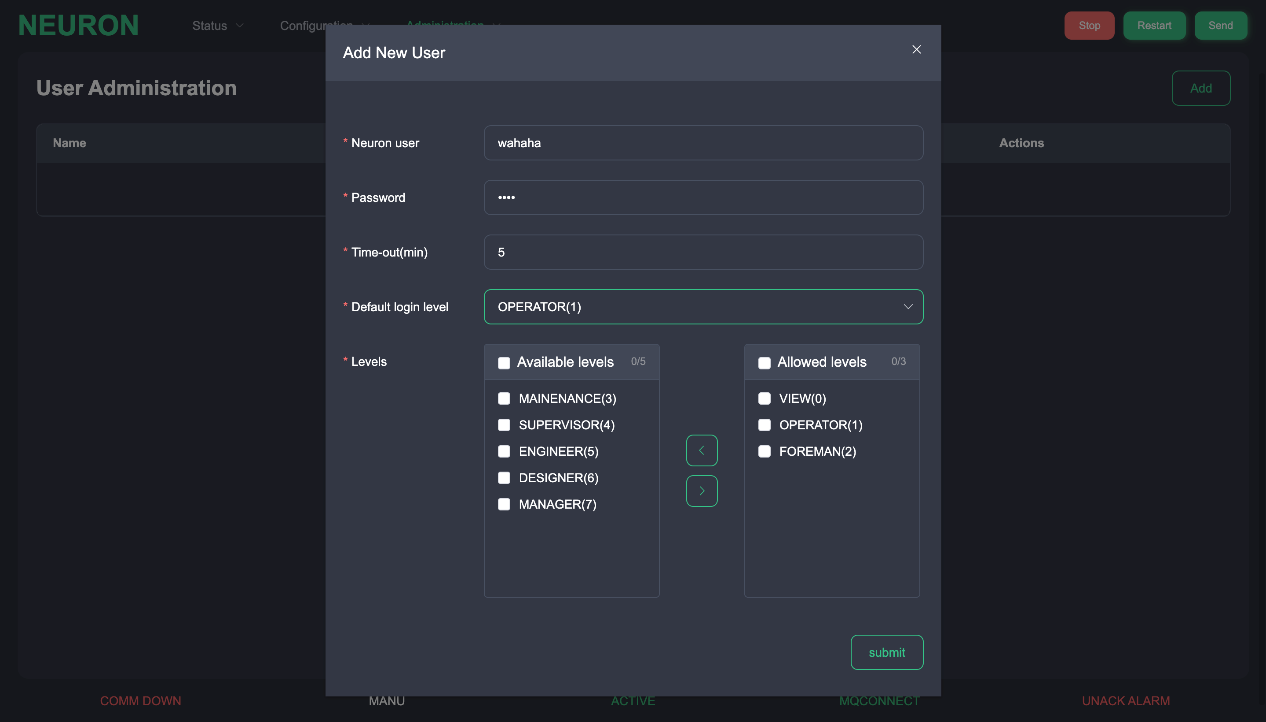 NEURON
Status
Configuration
Administration
Stop
Restart
Send
Add New User
User Administration
Add
Name
Actions
* Neuron user
wahaha
* Password
••••
* Time-out(min)
5
* Default login level
OPERATOR(1)
* Levels
Available levels 0/5
MAINENANCE(3)
SUPERVISOR(4)
ENGINEER(5)
DESIGNER(6)
MANAGER(7)
Allowed levels 0/3
VIEW(0)
OPERATOR(1)
FOREMAN(2)
submit
COMM DOWN
MANU
ACTIVE
MQCONNECT
UNACK ALARM